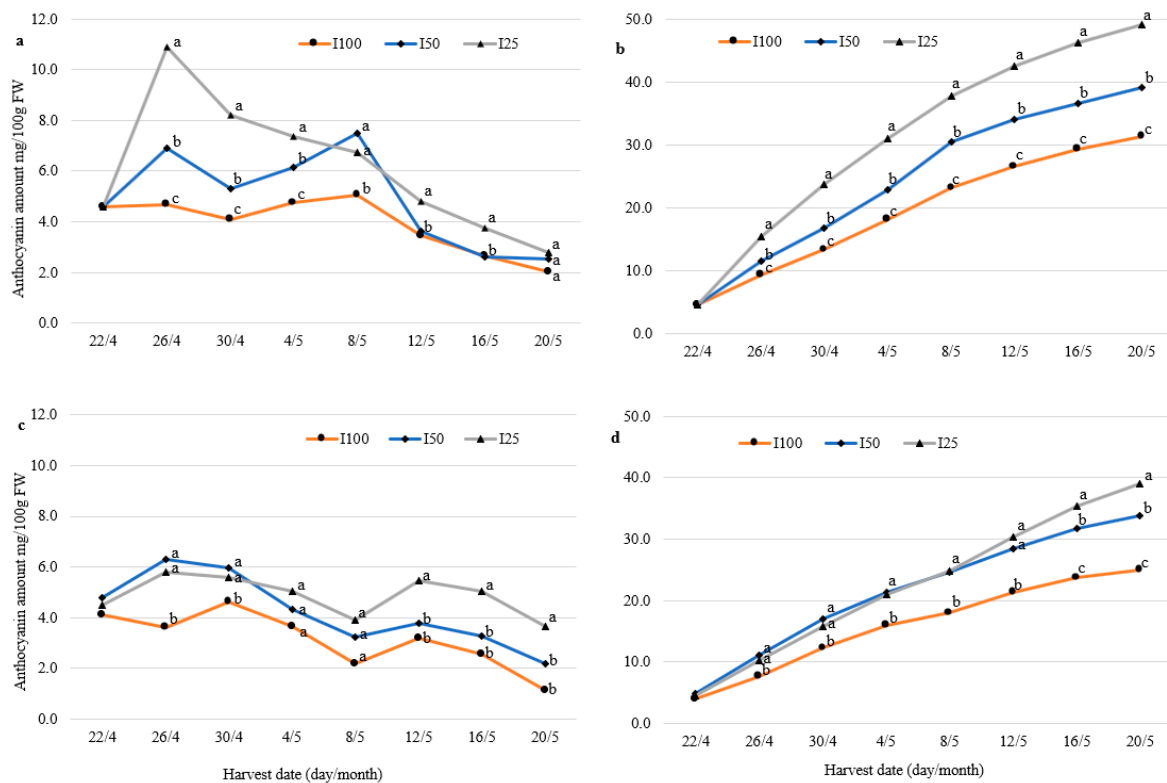 a
Anthocyanin amount mg/100g FW
12.0
10.0
8.0
6.0
4.0
2.0
0.0
I100 I50 I25
a
a
a
a
a
a
a
b
b
b
a
b
b
a
c
c
c
b
a
22/4 26/4 30/4 4/5 8/5 12/5 16/5 20/5
b
50.0
40.0
30.0
20.0
10.0
0.0
I100 I50 I25
a
a
a
a
a
a
a
b
b
b
b
b
b
b
c
c
c
c
c
c
c
22/4 26/4 30/4 4/5 8/5 12/5 16/5 20/5
c
Anthocyanin amount mg/100g FW
12.0
10.0
8.0
6.0
4.0
2.0
0.0
I100 I50 I25
a
a
a
a
a
a
a
a
a
a
a
b
b
b
b
b
a
a
b
b
b
22/4 26/4 30/4 4/5 8/5 12/5 16/5 20/5
Harvest date (day/month)
d
50.0
40.0
30.0
20.0
10.0
0.0
I100 I50 I25
a
a
a
a
a
a
a
a
a
a
b
b
b
b
b
b
b
b
c
c
22/4 26/4 30/4 4/5 8/5 12/5 16/5 20/5
Harvest date (day/month)